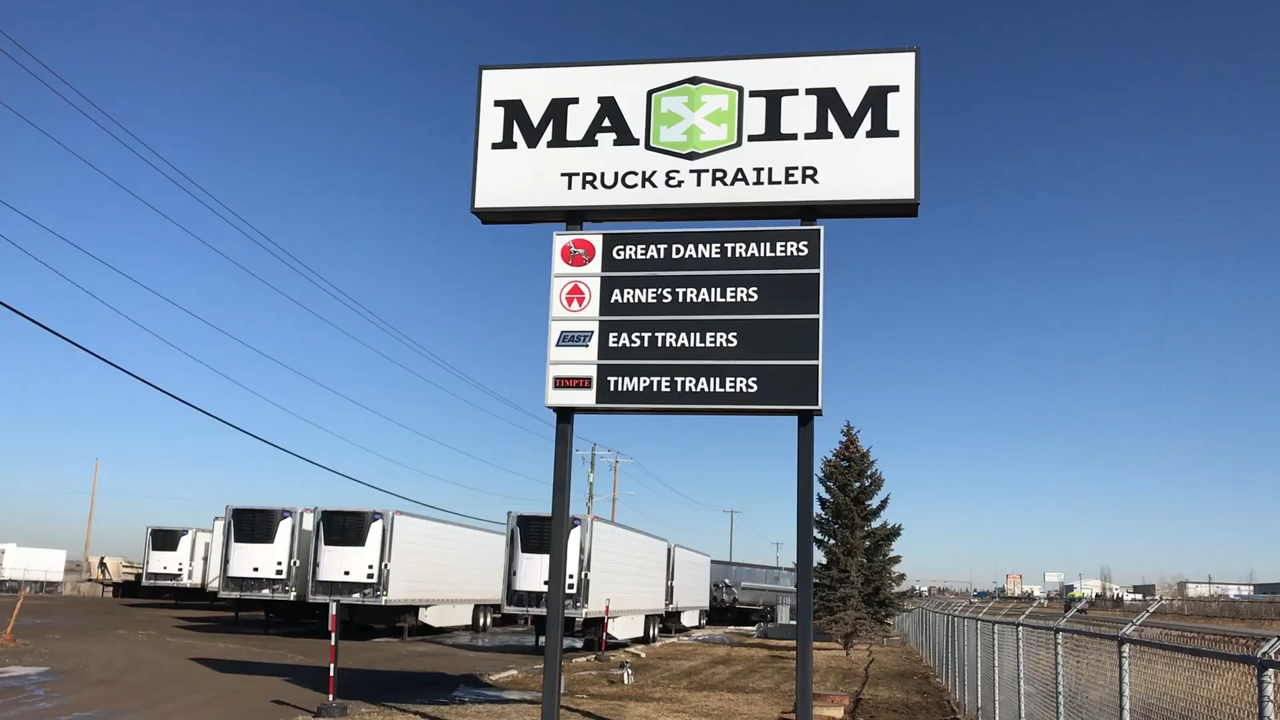 MAXIM
TRUCK & TRAILER
GREAT DANE TRAILERS
ARNE'S TRAILERS
EAST EAST TRAILERS
TIMPTE TIMPTE TRAILERS